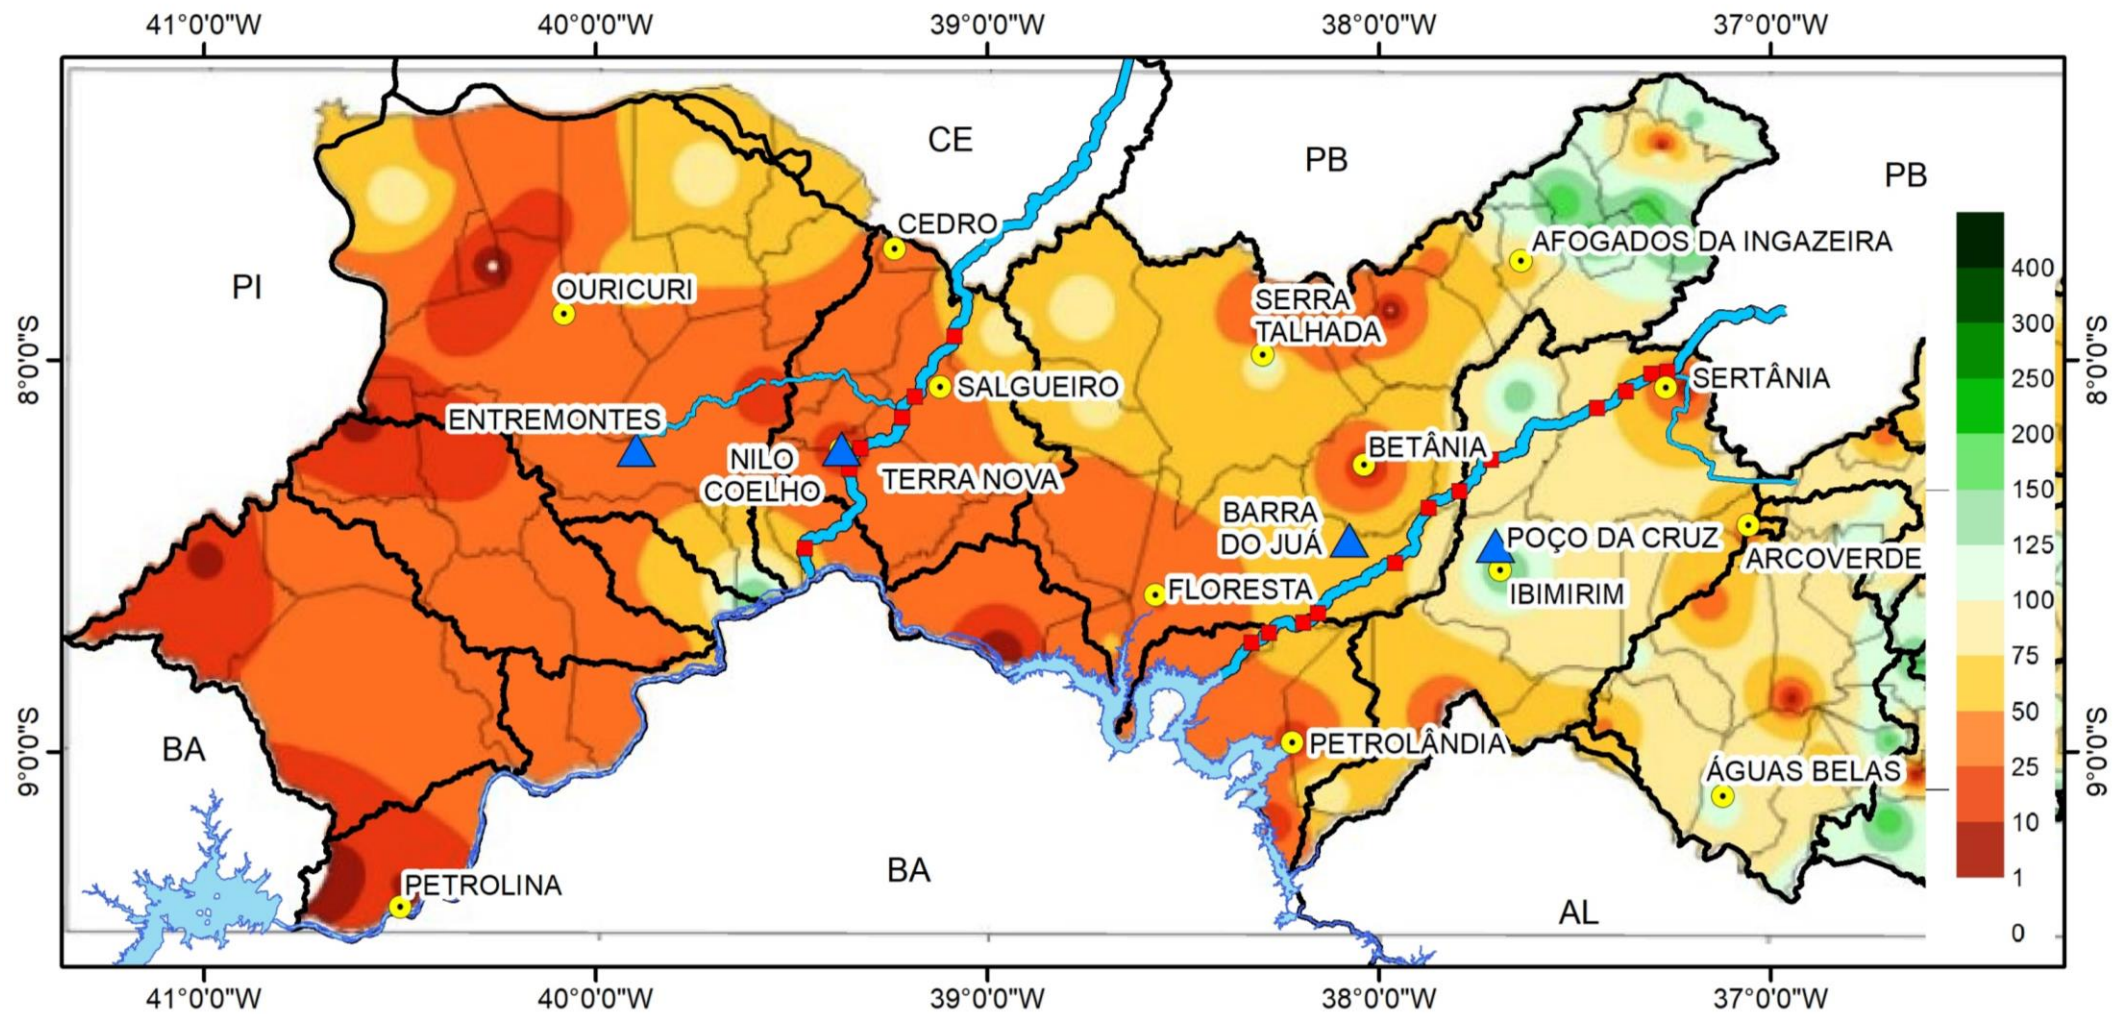 41°0'0"W
40°0'0"W
39°0'0"W
38°0'0"W
37°0'0"W
CE
PB
PB
CEDRO
AFOGADOS DA INGAZEIRA
PI
OURICURI
SERRA
TALHADA
8°0'0"S
8°0'0"S
SALGUEIRO
SERTÂNIA
ENTREMONTES
BETÂNIA
NILO
COELHO
TERRA NOVA
BARRA
DO JUÁ
POÇO DA CRUZ
ARCOVERDE
FLORESTA
IBIMIRIM
400
300
250
200
150
125
100
75
50
25
10
1
0
BA
PETROLÂNDIA
9°0'0"S
9°0'0"S
ÁGUAS BELAS
BA
PETROLINA
AL
41°0'0"W
40°0'0"W
39°0'0"W
38°0'0"W
37°0'0"W